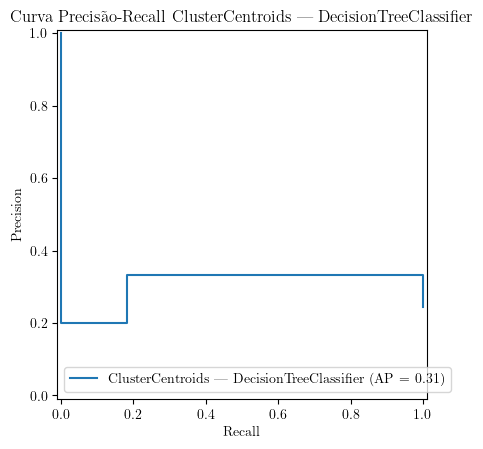 Curva Precisão-Recall ClusterCentroids — DecisionTreeClassifier
1.0
0.8
0.6
0.4
0.2
0.0
Precision
ClusterCentroids — DecisionTreeClassifier (AP = 0.31)
0.0 0.2 0.4 0.6 0.8 1.0
Recall